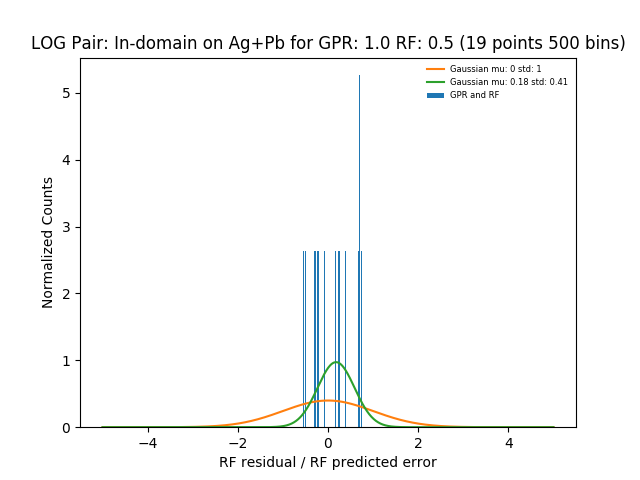 LOG Pair: In-domain on Ag+Pb for GPR: 1.0 RF: 0.5 (19 points 500 bins)
Gaussian mu: 0 std: 1
Gaussian mu: 0.18 std: 0.41
GPR and RF
Normalized Counts
5
4
3
2
1
0
−4 −2 0 2 4
RF residual / RF predicted error